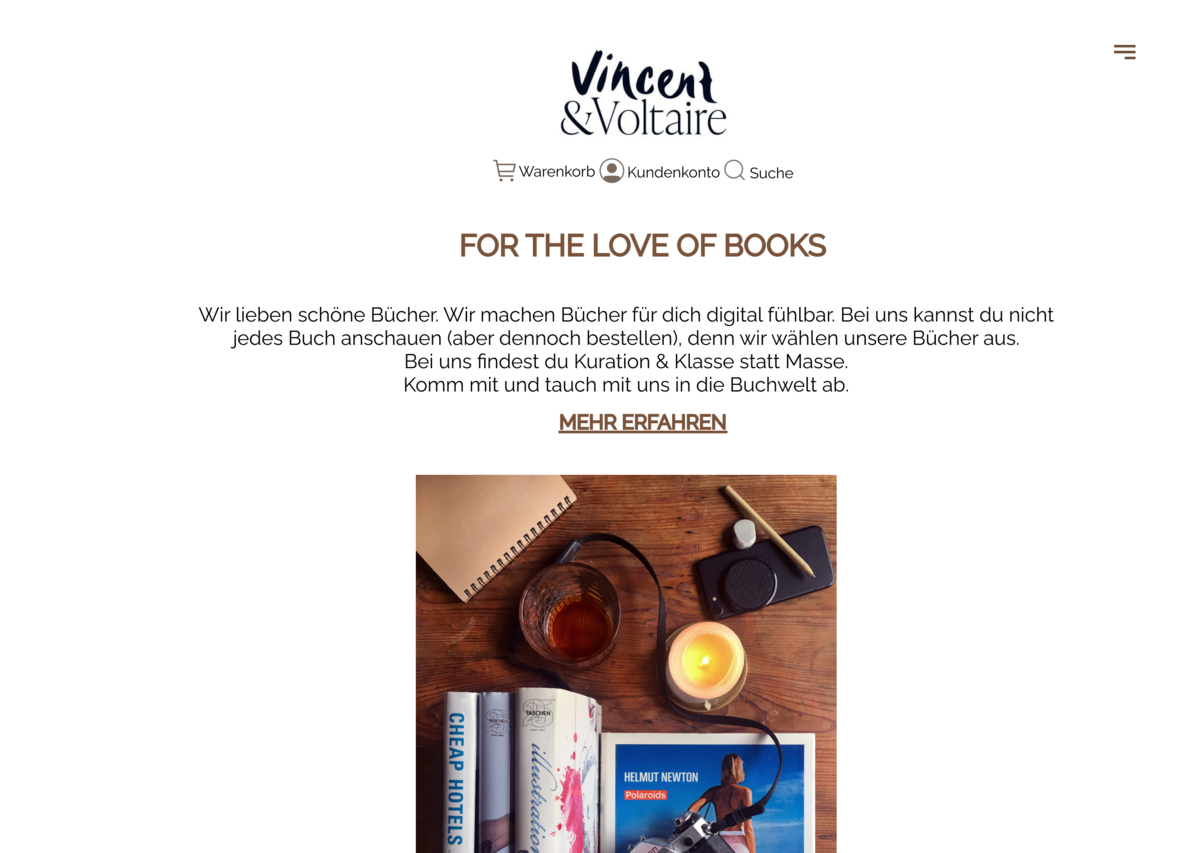 Vincent
&Voltaire
Warenkorb Kundenkonto Suche
FOR THE LOVE OF BOOKS
Wir lieben schöne Bücher. Wir machen Bücher für dich digital fühlbar. Bei uns kannst du nicht
jedes Buch anschauen (aber dennoch bestellen), denn wir wählen unsere Bücher aus.
Bei uns findest du Kuration & Klasse statt Masse.
Komm mit und tauch mit uns in die Buchwelt ab.
MEHR ERFAHREN
CHEAP HOTELS
TASCHEN
TASCHEN
illustration
HELMUT NEWTON
Polaroids